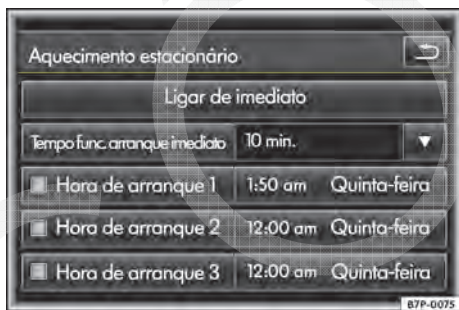 Aquecimento estacionário
Ligar de imediato
Tempo func. arranque imediato 10 min.
Hora de arranque 1 1:50 am Quinta-feira
Hora de arranque 2 12:00 am Quinta-feira
Hora de arranque 3 12:00 am Quinta-feira
B7P-0075